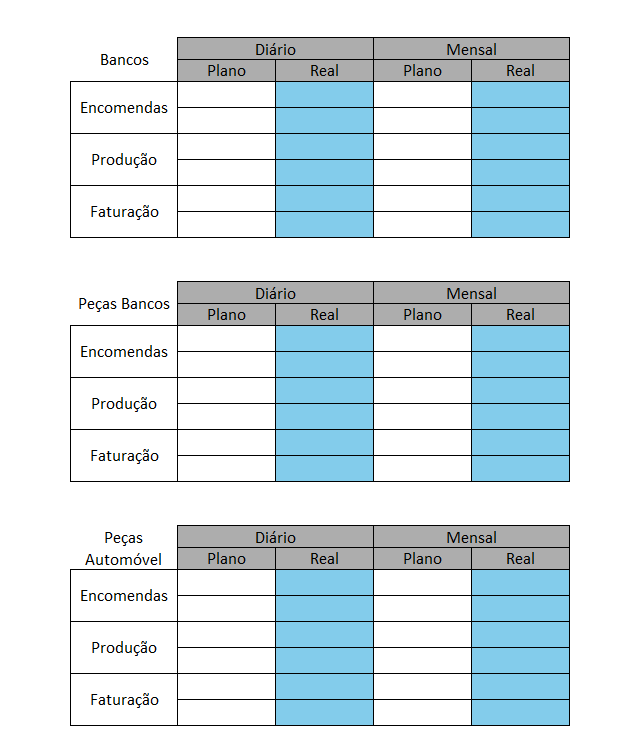 Bancos
Diário Mensal
Plano Real Plano Real
Encomendas
Produção
Faturação
Peças Bancos
Diário Mensal
Plano Real Plano Real
Encomendas
Produção
Faturação
Peças
Automóvel
Diário Mensal
Plano Real Plano Real
Encomendas
Produção
Faturação